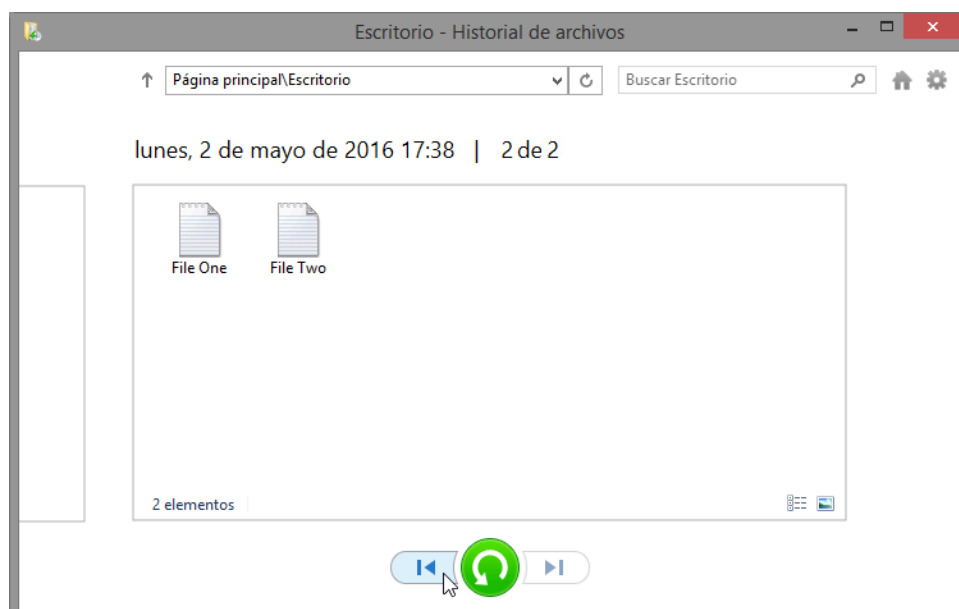 Escritorio - Historial de archivos
Página principal\Escritorio
Buscar Escritorio
lunes, 2 de mayo de 2016 17:38 | 2 de 2
File One
File Two
2 elementos